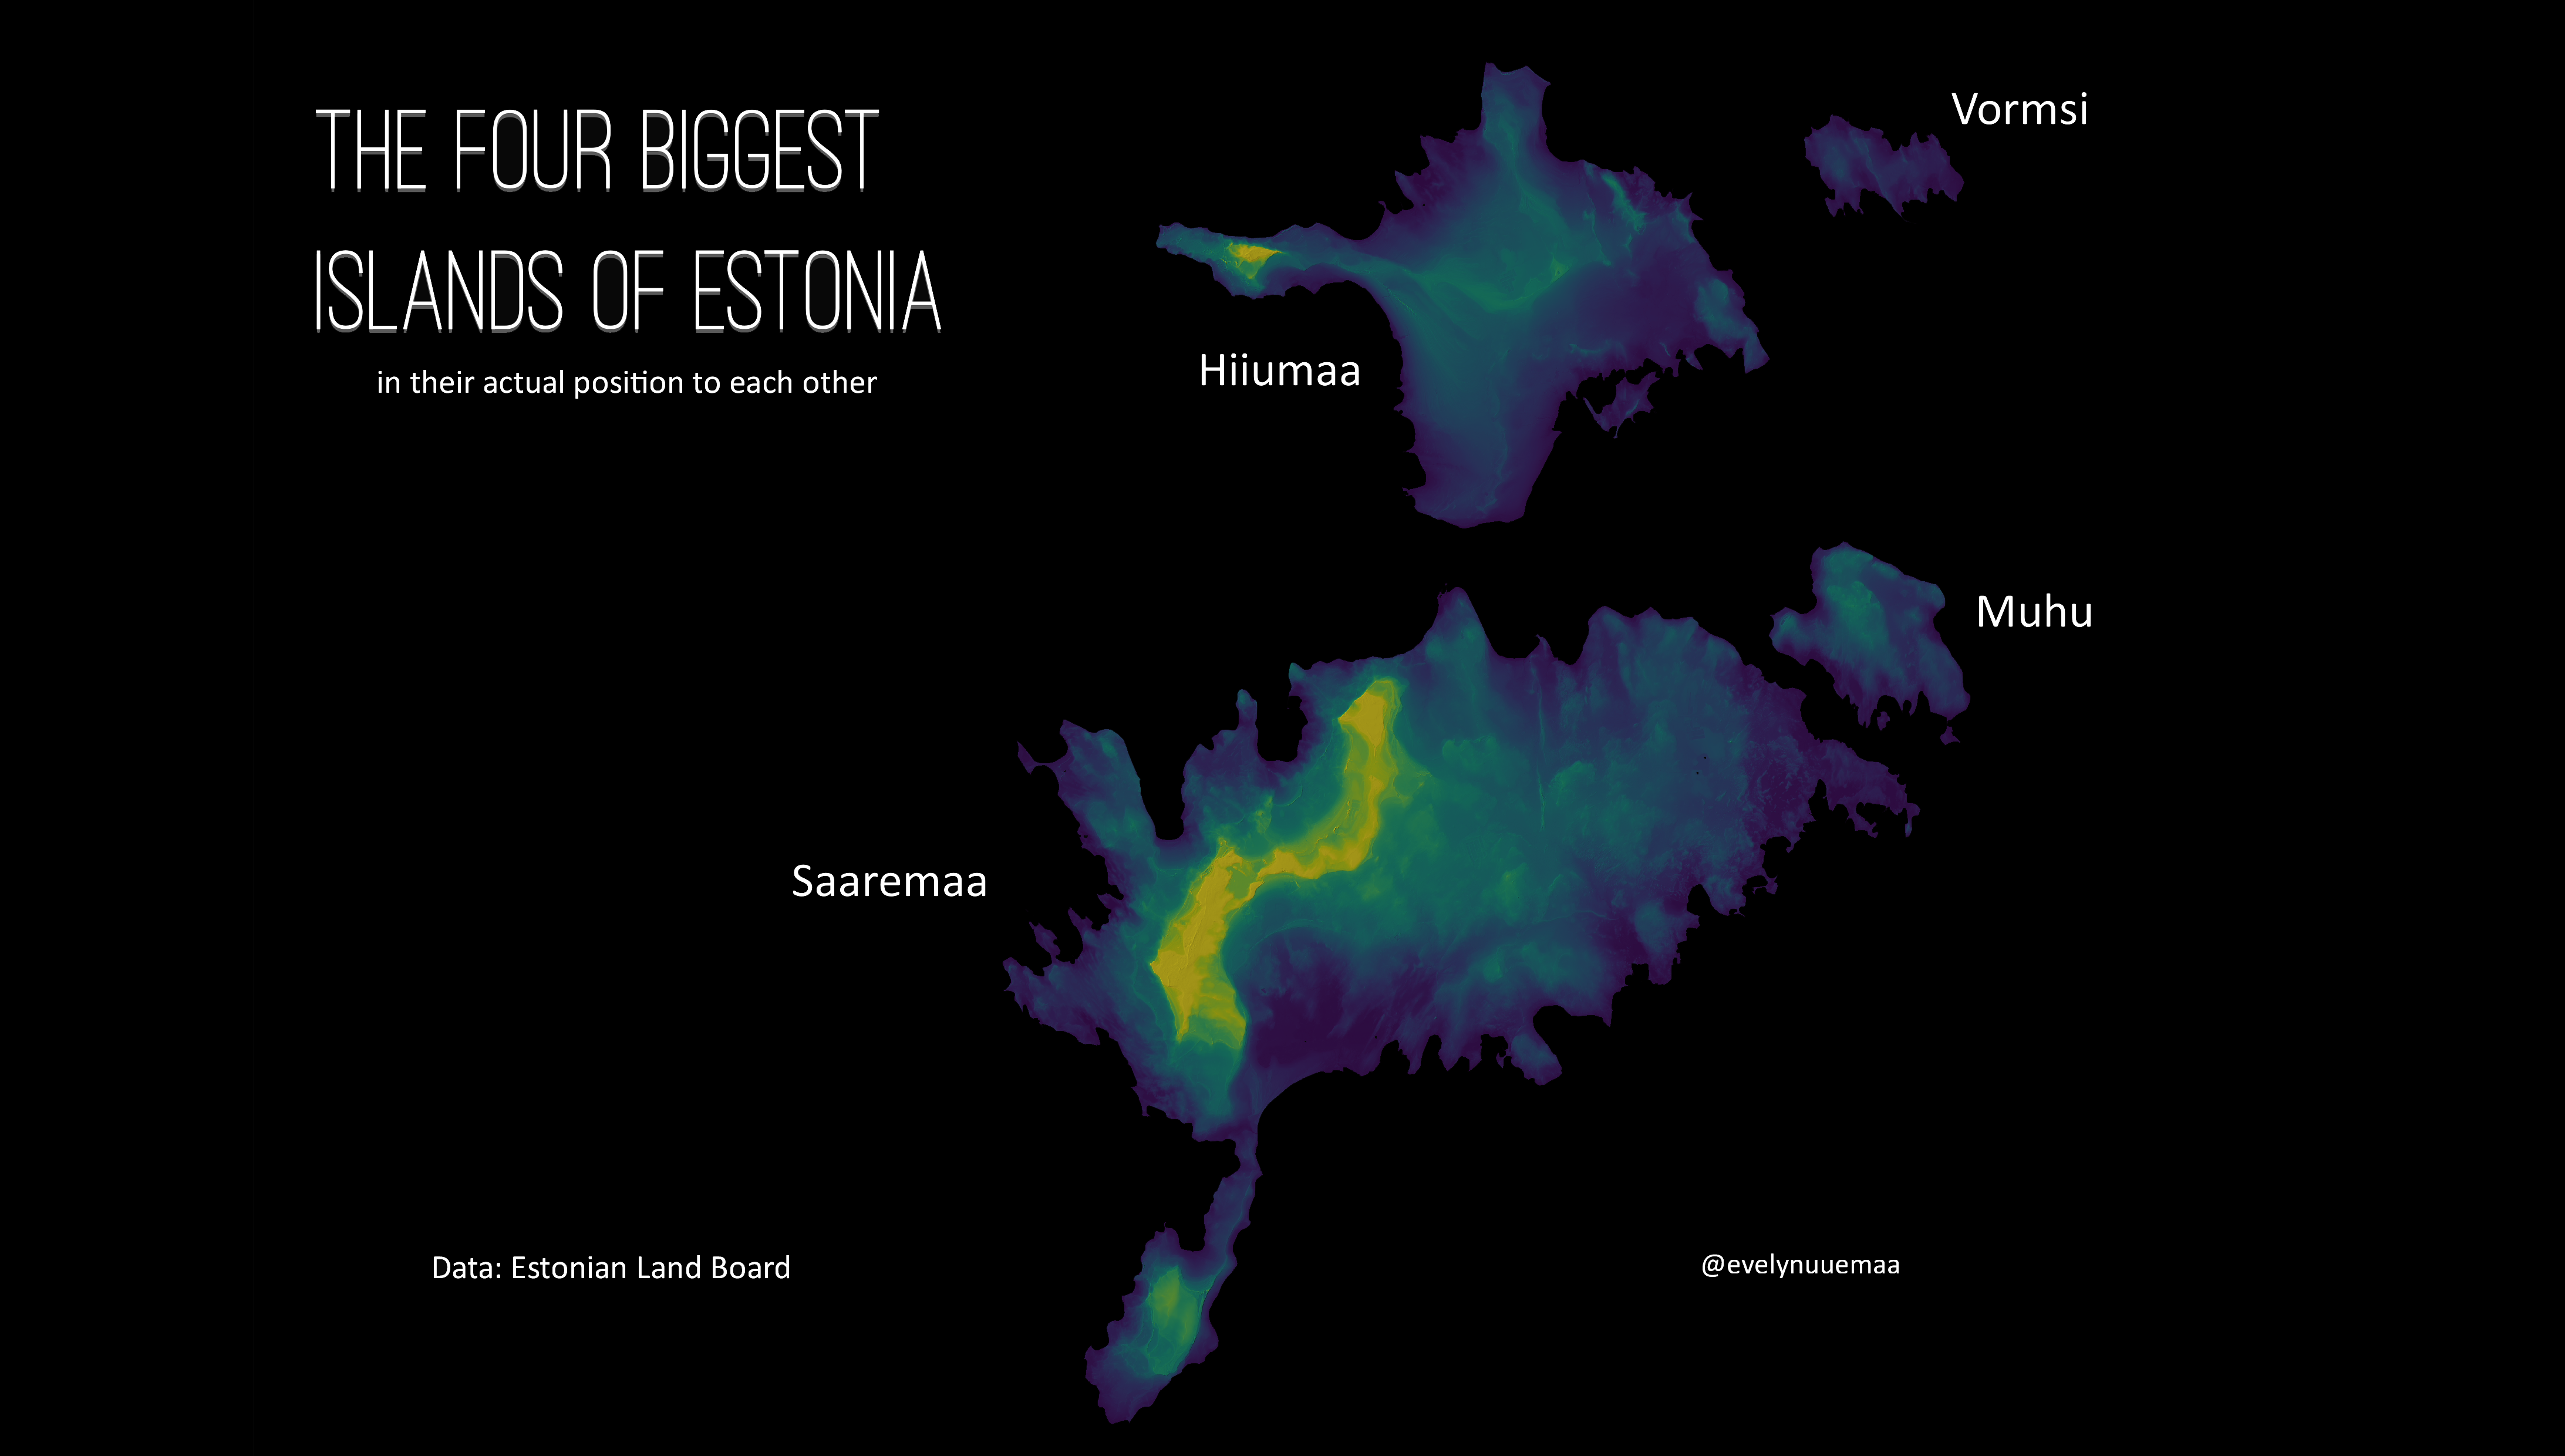 THE FOUR BIGGEST
ISLANDS OF ESTONIA
in their actual position to each other
Vormsi
Hiiumaa
Muhu
Saaremaa
Data: Estonian Land Board
@evelynuuemaa